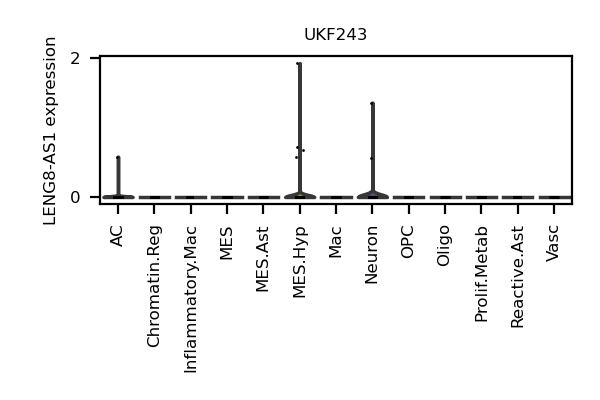 UKF243
LENG8-AS1 expression
2
0
AC
Chromatin.Reg
Inflammatory.Mac
MES
MES.Ast
MES.Hyp
Mac
Neuron
OPC
Oligo
Prolif.Metab
Reactive.Ast
Vasc